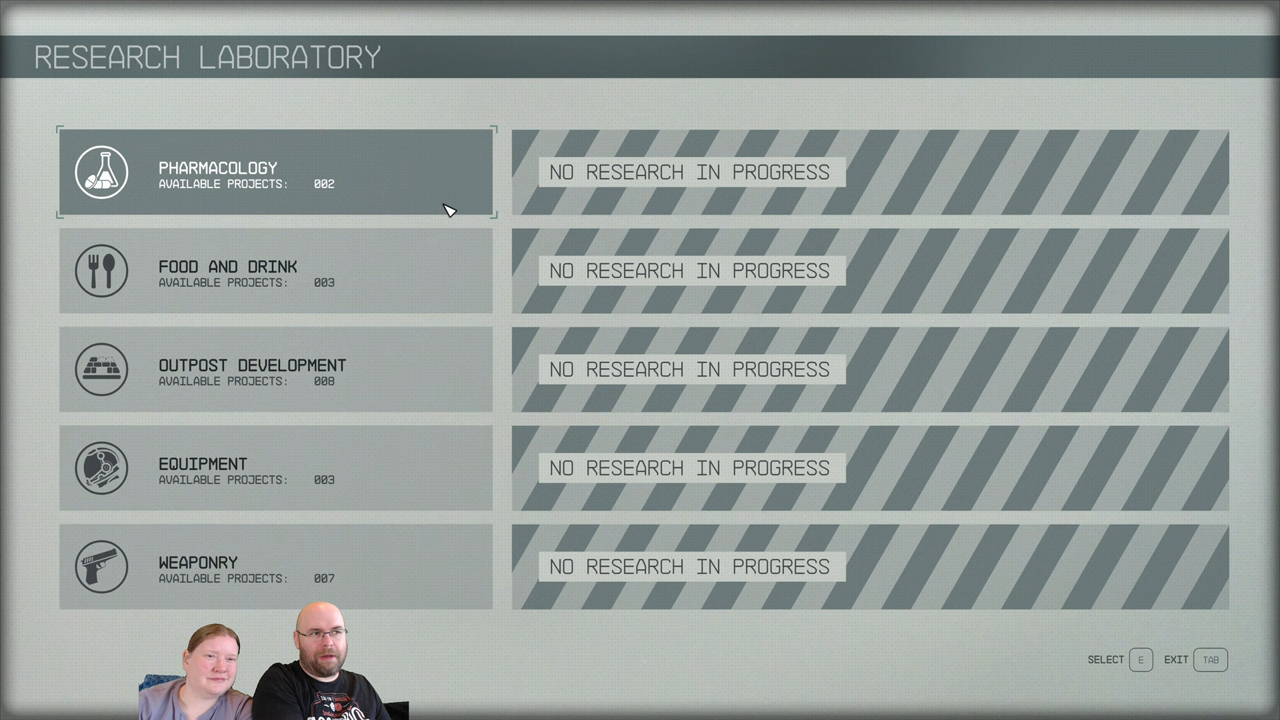 RESEARCH LABORATORY
PHARMACOLOGY
AVAILABLE PROJECTS: 002
NO RESEARCH IN PROGRESS
FOOD AND DRINK
AVAILABLE PROJECTS: 003
NO RESEARCH IN PROGRESS
OUTPOST DEVELOPMENT
AVAILABLE PROJECTS: 008
NO RESEARCH IN PROGRESS
EQUIPMENT
AVAILABLE PROJECTS: 003
NO RESEARCH IN PROGRESS
WEAPONRY
AVAILABLE PROJECTS: 007
NO RESEARCH IN PROGRESS
SELECT E EXIT TAB